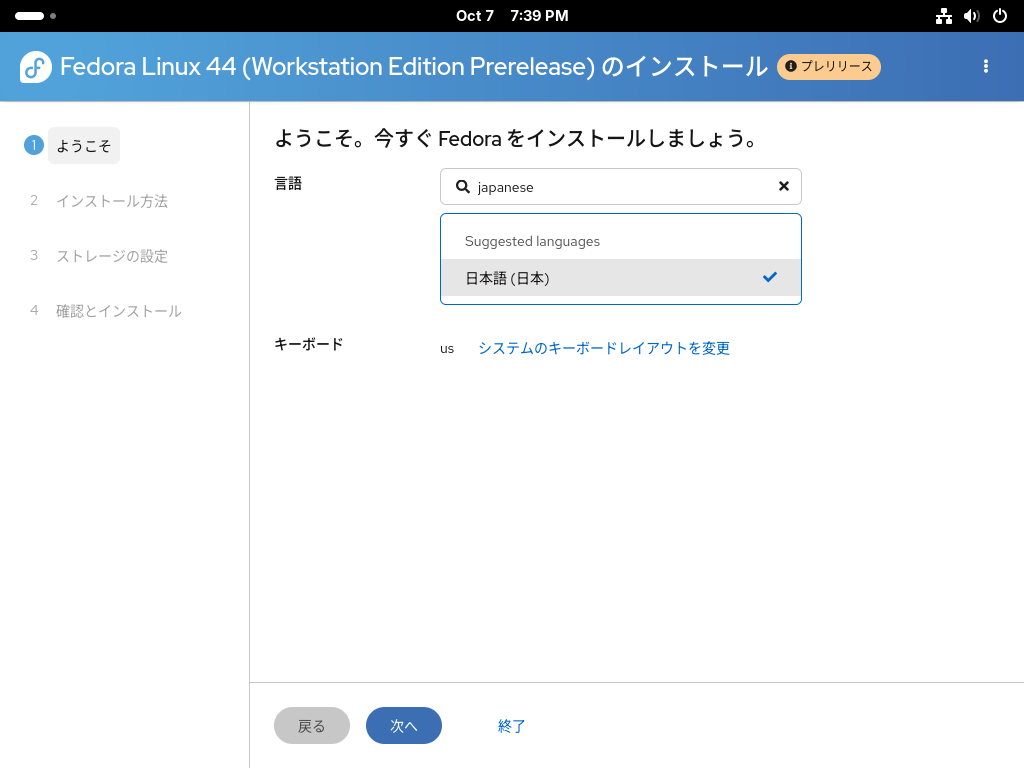 Oct 7 7:39 PM
Fedora Linux 44 (Workstation Edition Prerelease) のインストール
プレリリース
1 ようこそ
2 インストール方法
3 ストレージの設定
4 確認とインストール
ようこそ。今すぐ Fedora をインストールしましょう。
言語
japanese
Suggested languages
日本語 (日本)
キーボード
us システムのキーボードレイアウトを変更
戻る 次へ 終了